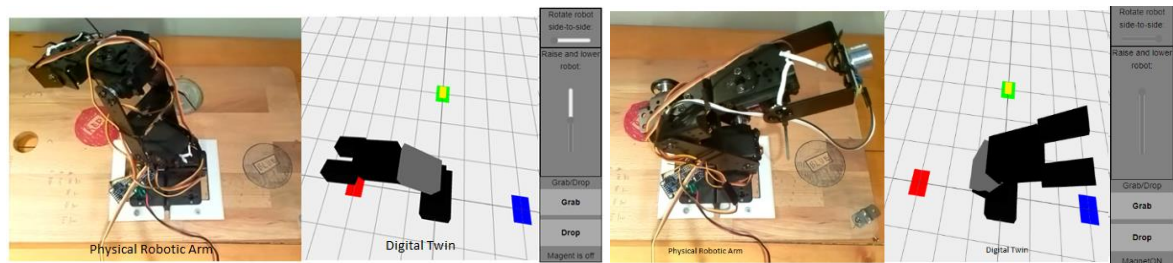 Rotate robot
side-to-side:
Raise and lower
robot:
Grab/Drop
Grab
Drop
Magent is off
Physical Robotic Arm
Digital Twin
Rotate robot
side-to-side:
Raise and lower
robot:
Grab/Drop
Grab
Drop
MagnetON
Physical Robotic Arm
Digital Twin